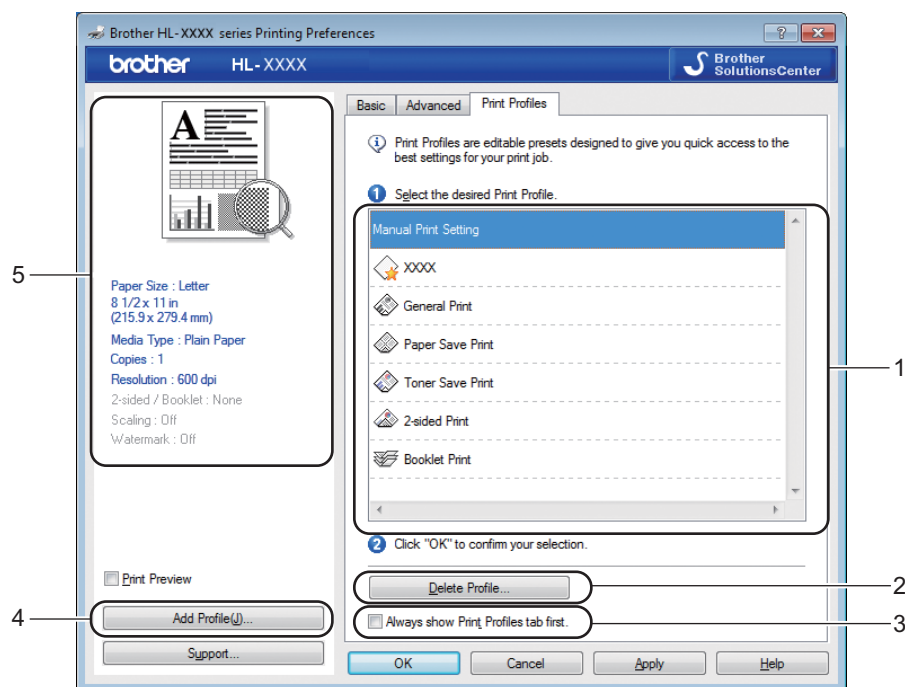 Brother HL-XXXX series Printing Preferences
brother HL-XXXX
Brother
SolutionsCenter
Basic Advanced Print Profiles
Print Profiles are editable presets designed to give you quick access to the
best settings for your print job.
1 Select the desired Print Profile.
Manual Print Setting
XXXX
General Print
Paper Save Print
Toner Save Print
2-sided Print
Booklet Print
1
2 Click "OK" to confirm your selection.
Delete Profile...
2
Always show Print Profiles tab first.
3
OK Cancel Apply Help
A
5
Paper Size : Letter
8 1/2 x 11 in
(215.9 x 279.4 mm)
Media Type : Plain Paper
Copies : 1
Resolution : 600 dpi
2-sided / Booklet : None
Scaling : Off
Watermark : Off
Print Preview
4
Add Profile(J)...
Support...